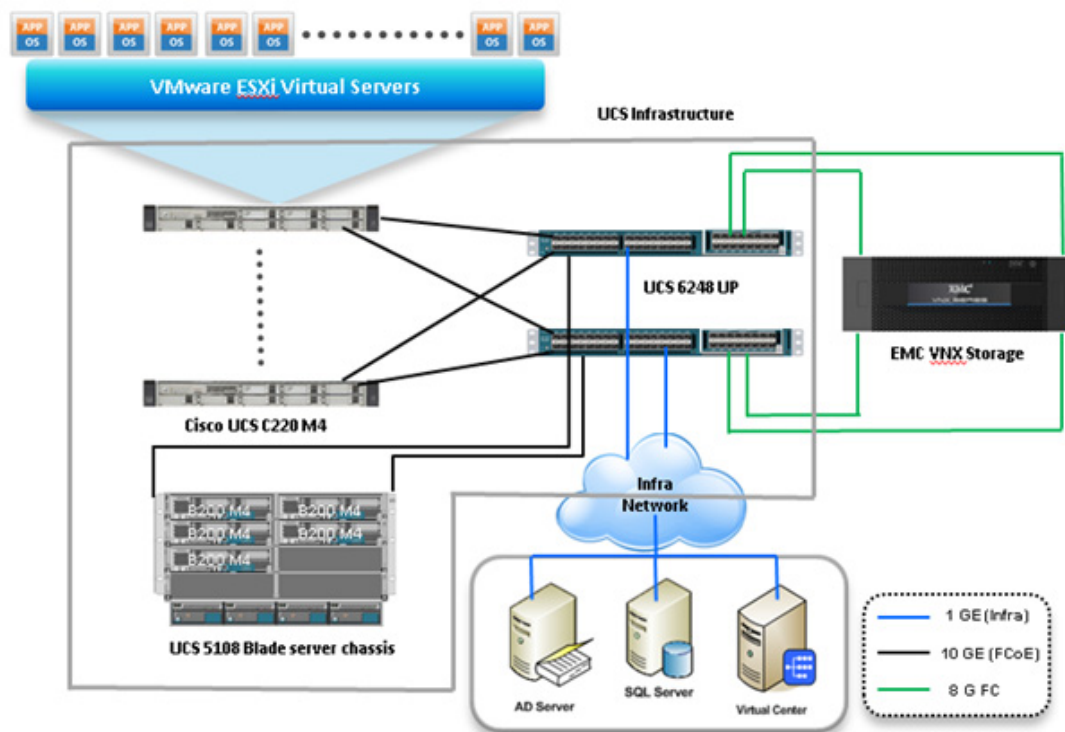 APP APP APP APP APP APP APP APP
OS OS OS OS OS OS OS OS
VMware ESXi Virtual Servers
UCS Infrastructure
UCS 6248 UP
EMC²
VNX SERIES
EMC VNX Storage
Cisco UCS C220 M4
B200 M4 B200 M4
B200 M4 B200 M4
B200 M4
UCS 5108 Blade server chassis
Infra
Network
AD Server
SQL Server
Virtual Center
1 GE (Infra)
10 GE (FCoE)
8 G FC